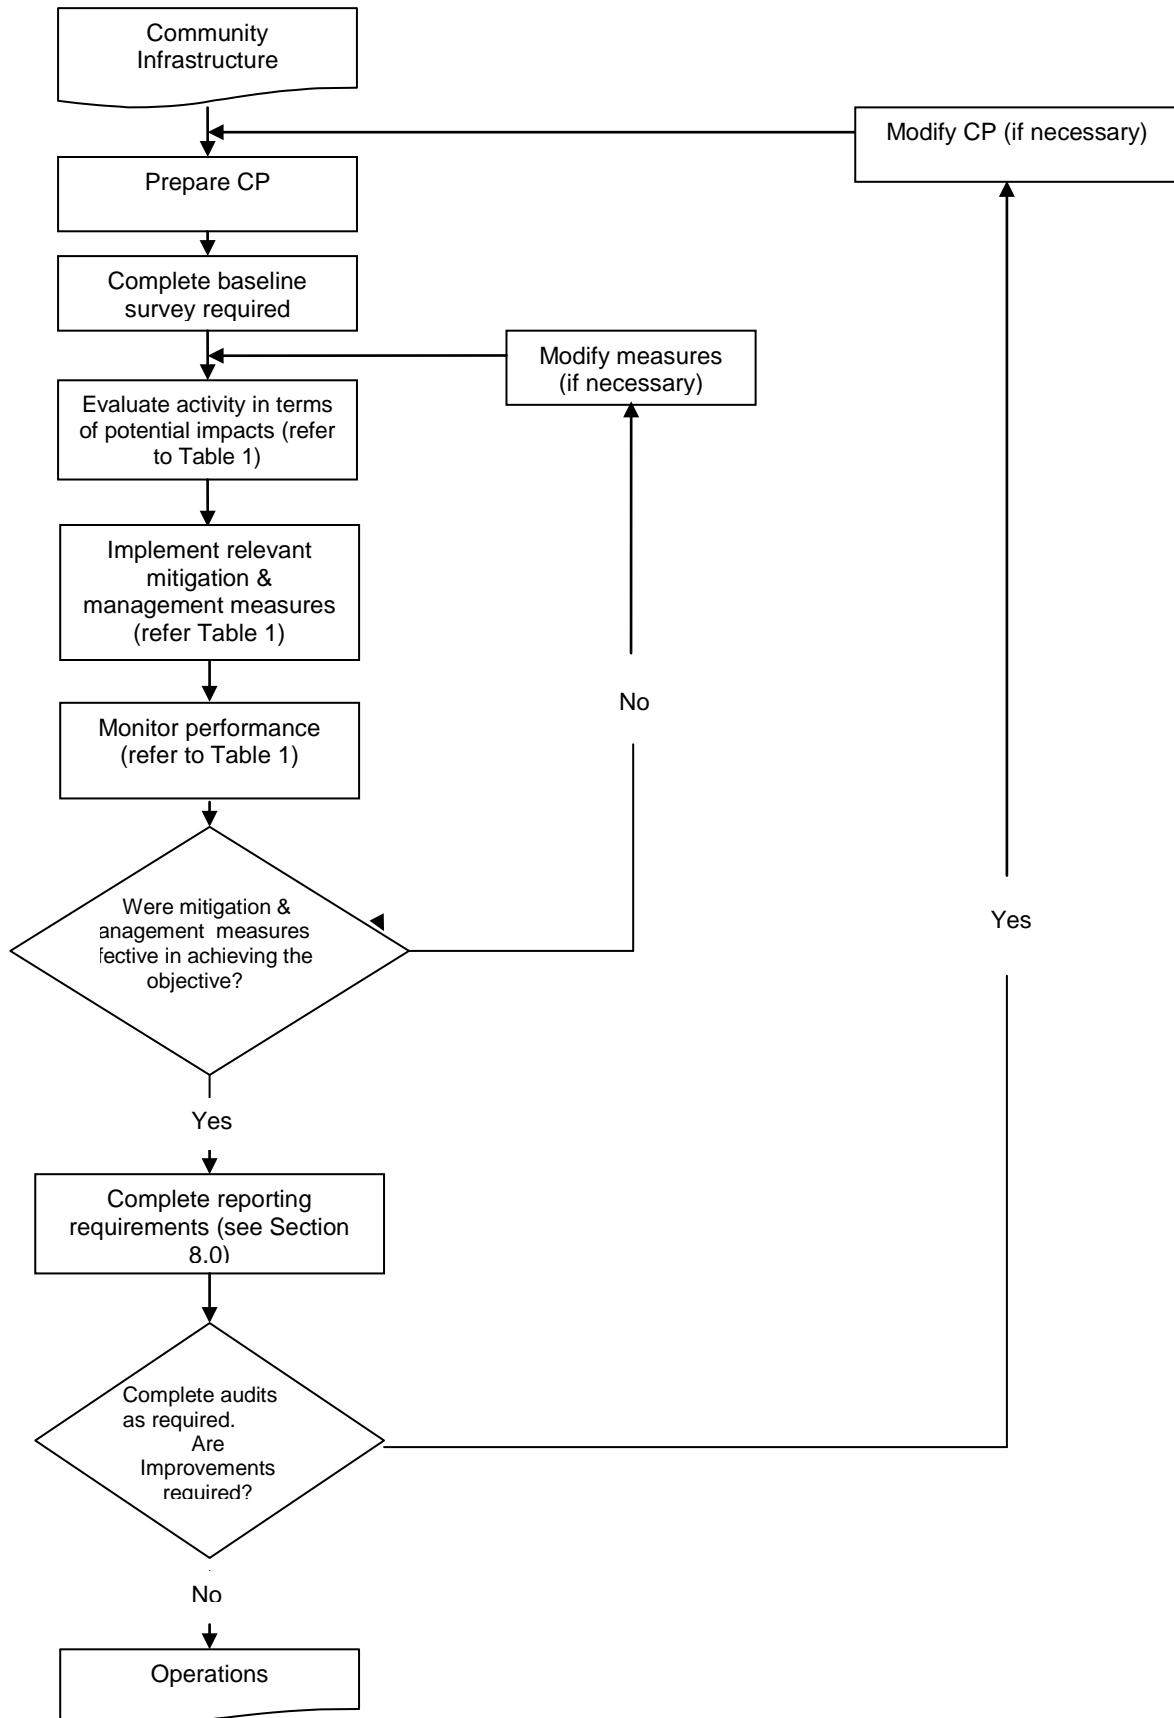 Community
Infrastructure
Modify CP (if necessary)
Prepare CP
Complete baseline
survey required
Modify measures
(if necessary)
Evaluate activity in terms
of potential impacts (refer
to Table 1)
Implement relevant
mitigation &
management measures
(refer Table 1)
No
Monitor performance
(refer to Table 1)
Were mitigation &
anagement measures
fective in achieving the
objective?
Yes
Yes
Complete reporting
requirements (see Section
8.0)
Complete audits
as required.
Are
Improvements
required?
No
Operations